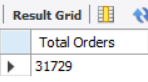 Result Grid
Total Orders
31729